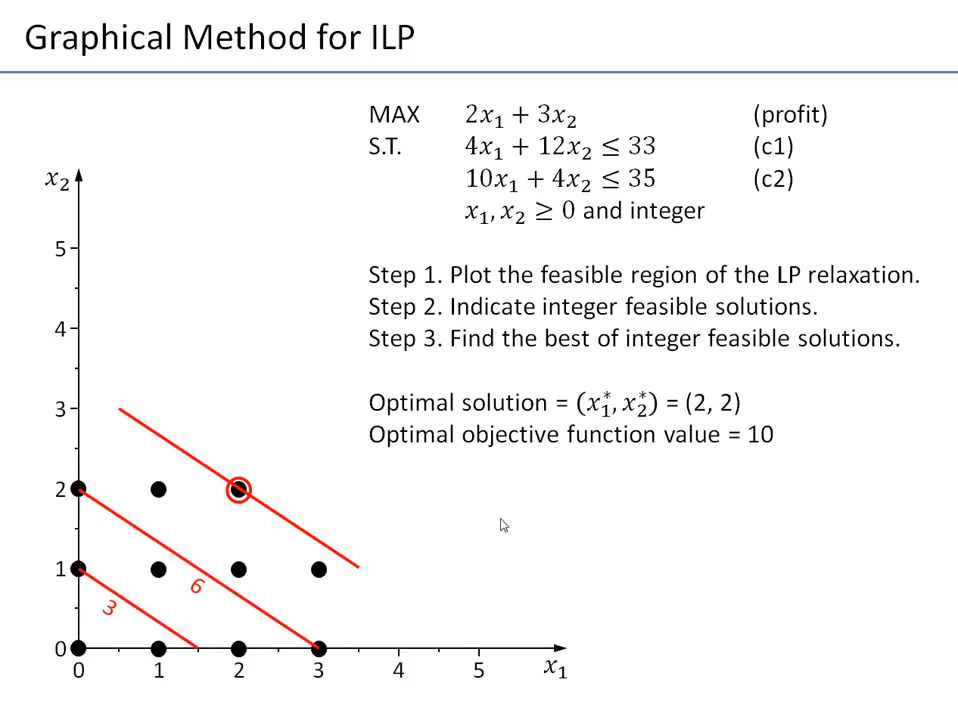 Graphical Method for ILP
MAX 2x₁ + 3x₂ (profit)
S.T. 4x₁ + 12x₂ ≤ 33 (c1)
10x₁ + 4x₂ ≤ 35 (c2)
x₁, x₂ ≥ 0 and integer
Step 1. Plot the feasible region of the LP relaxation.
Step 2. Indicate integer feasible solutions.
Step 3. Find the best of integer feasible solutions.
Optimal solution = (x₁*, x₂*) = (2, 2)
Optimal objective function value = 10
x₂
5
4
3
2
1
0
3
6
0 1 2 3 4 5 x₁